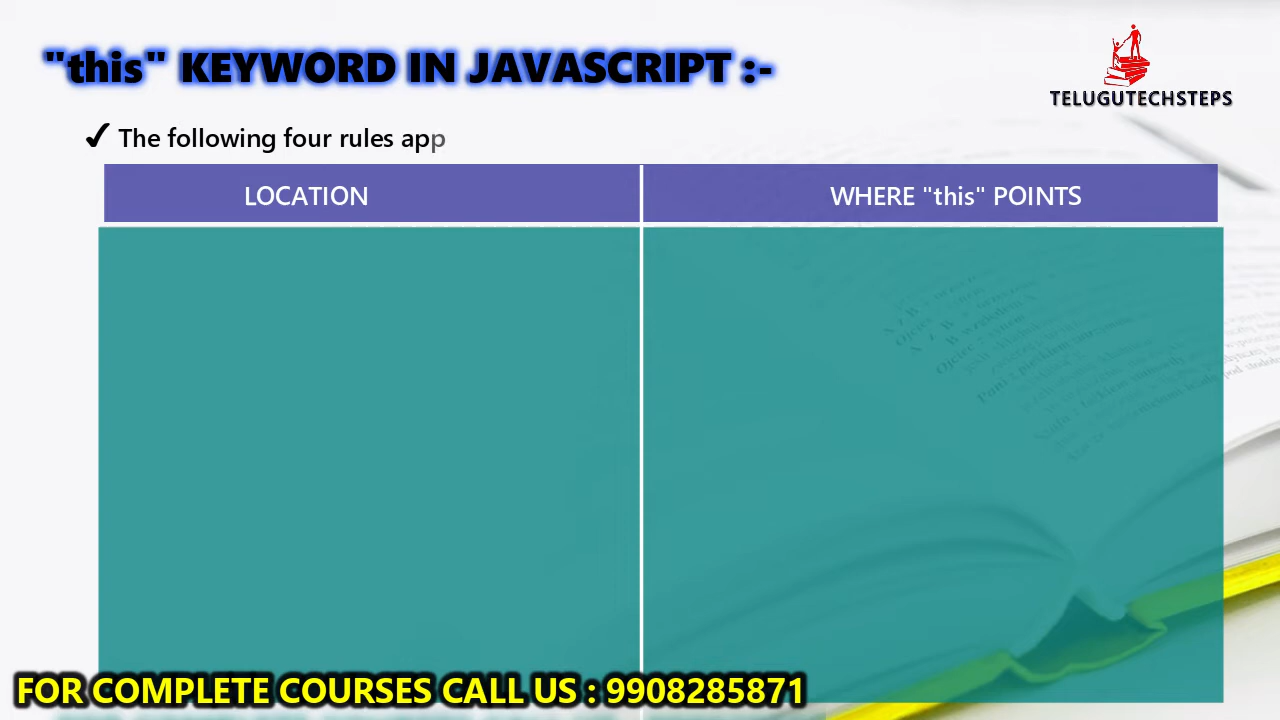 "this" KEYWORD IN JAVASCRIPT :-
TELUGUTECHSTEPS
✓ The following four rules app
LOCATION
WHERE "this" POINTS
FOR COMPLETE COURSES CALL US : 9908285871